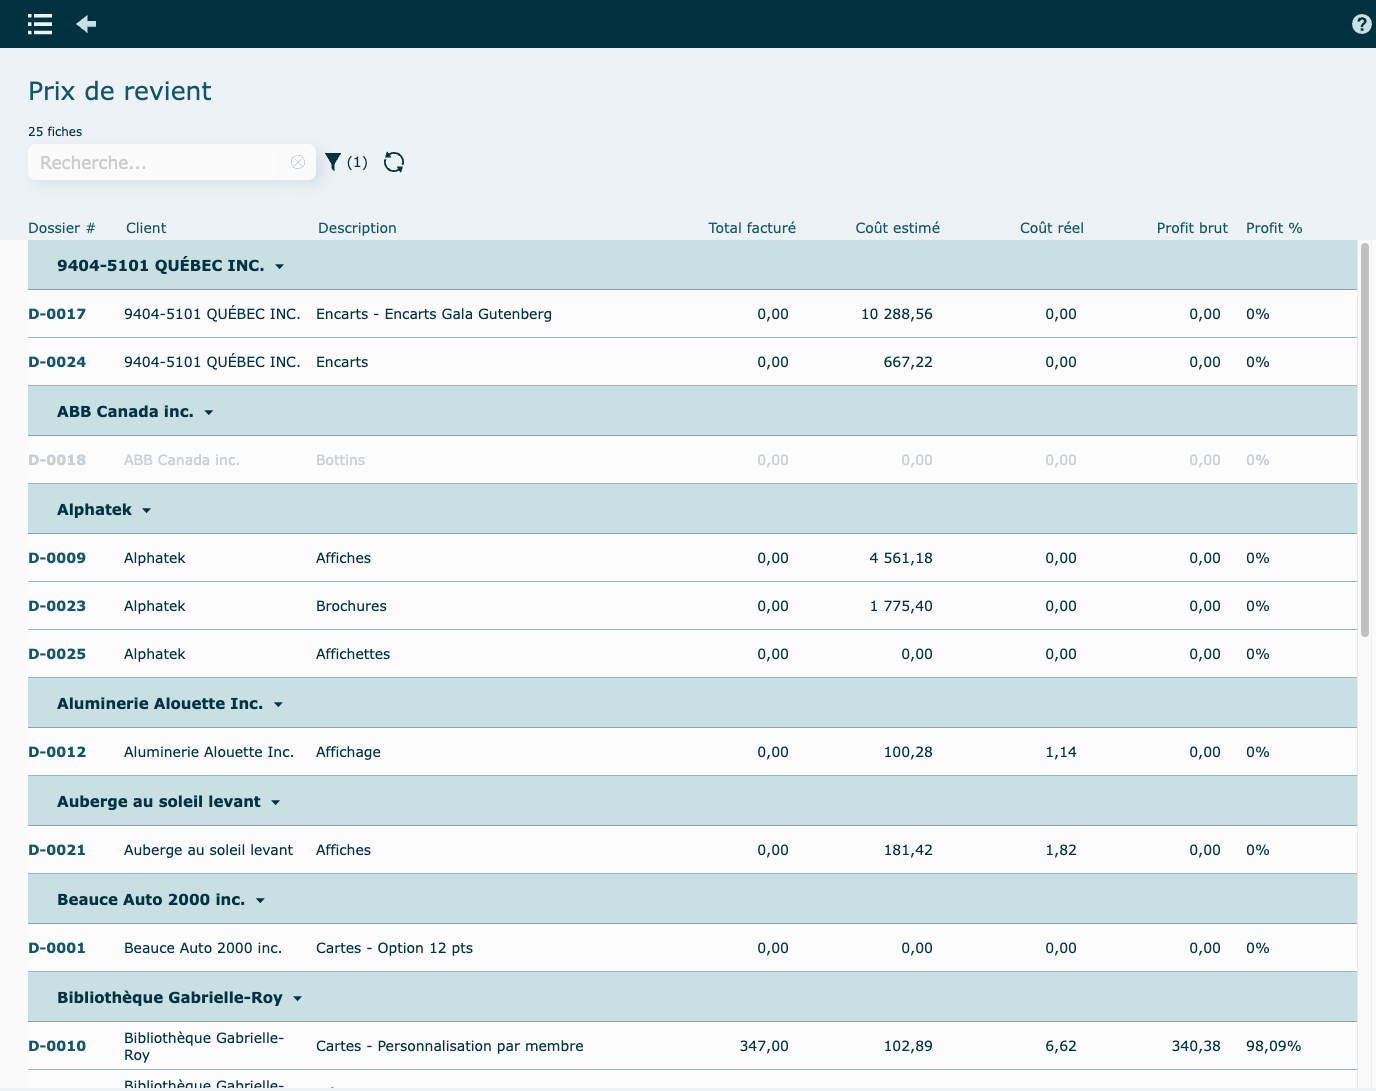 Prix de revient
25 fiches
Recherche...
(1)
Dossier # Client Description Total facturé Coût estimé Coût réel Profit brut Profit %
9404-5101 QUÉBEC INC.
D-0017 9404-5101 QUÉBEC INC. Encarts - Encarts Gala Gutenberg 0,00 10 288,56 0,00 0,00 0%
D-0024 9404-5101 QUÉBEC INC. Encarts 0,00 667,22 0,00 0,00 0%
ABB Canada inc.
D-0018 ABB Canada inc. Bottins 0,00 0,00 0,00 0,00 0%
Alphatek
D-0009 Alphatek Affiches 0,00 4 561,18 0,00 0,00 0%
D-0023 Alphatek Brochures 0,00 1 775,40 0,00 0,00 0%
D-0025 Alphatek Affichettes 0,00 0,00 0,00 0,00 0%
Aluminerie Alouette Inc.
D-0012 Aluminerie Alouette Inc. Affichage 0,00 100,28 1,14 0,00 0%
Auberge au soleil levant
D-0021 Auberge au soleil levant Affiches 0,00 181,42 1,82 0,00 0%
Beauce Auto 2000 inc.
D-0001 Beauce Auto 2000 inc. Cartes - Option 12 pts 0,00 0,00 0,00 0,00 0%
Bibliothèque Gabrielle-Roy
D-0010 Bibliothèque Gabrielle-
Roy Cartes - Personnalisation par membre 347,00 102,89 6,62 340,38 98,09%
Bibliothèque Gabrielle-